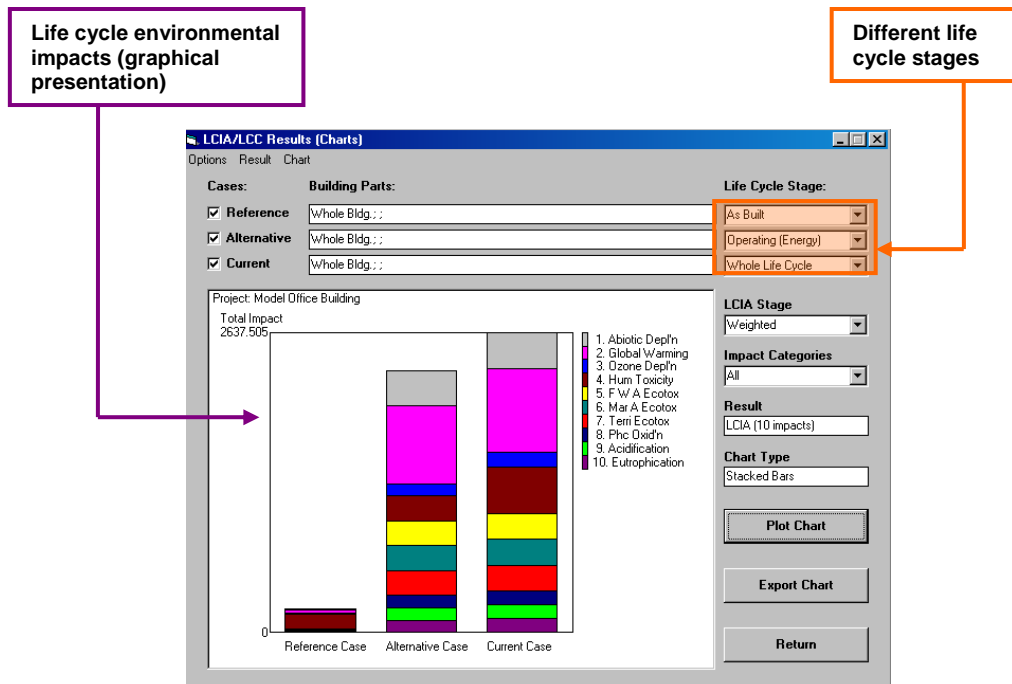 Life cycle environmental
impacts (graphical
presentation)
Different life
cycle stages
LCIA/LCC Results (Charts)
Options Result Chart
Cases: Building Parts: Life Cycle Stage:
Reference Whole Bldg.; ; As Built
Alternative Whole Bldg.; ; Operating (Energy)
Current Whole Bldg.; ; Whole Life Cycle
Project: Model Office Building
Total Impact
2637.505
0
Reference Case Alternative Case Current Case
1. Abiotic Depl'n
2. Global Warming
3. Ozone Depl'n
4. Hum Toxicity
5. F W A Ecotox
6. Mar A Ecotox
7. Terri Ecotox
8. Phc Oxid'n
9. Acidification
10. Eutrophication
LCIA Stage
Weighted
Impact Categories
All
Result
LCIA (10 impacts)
Chart Type
Stacked Bars
Plot Chart
Export Chart
Return